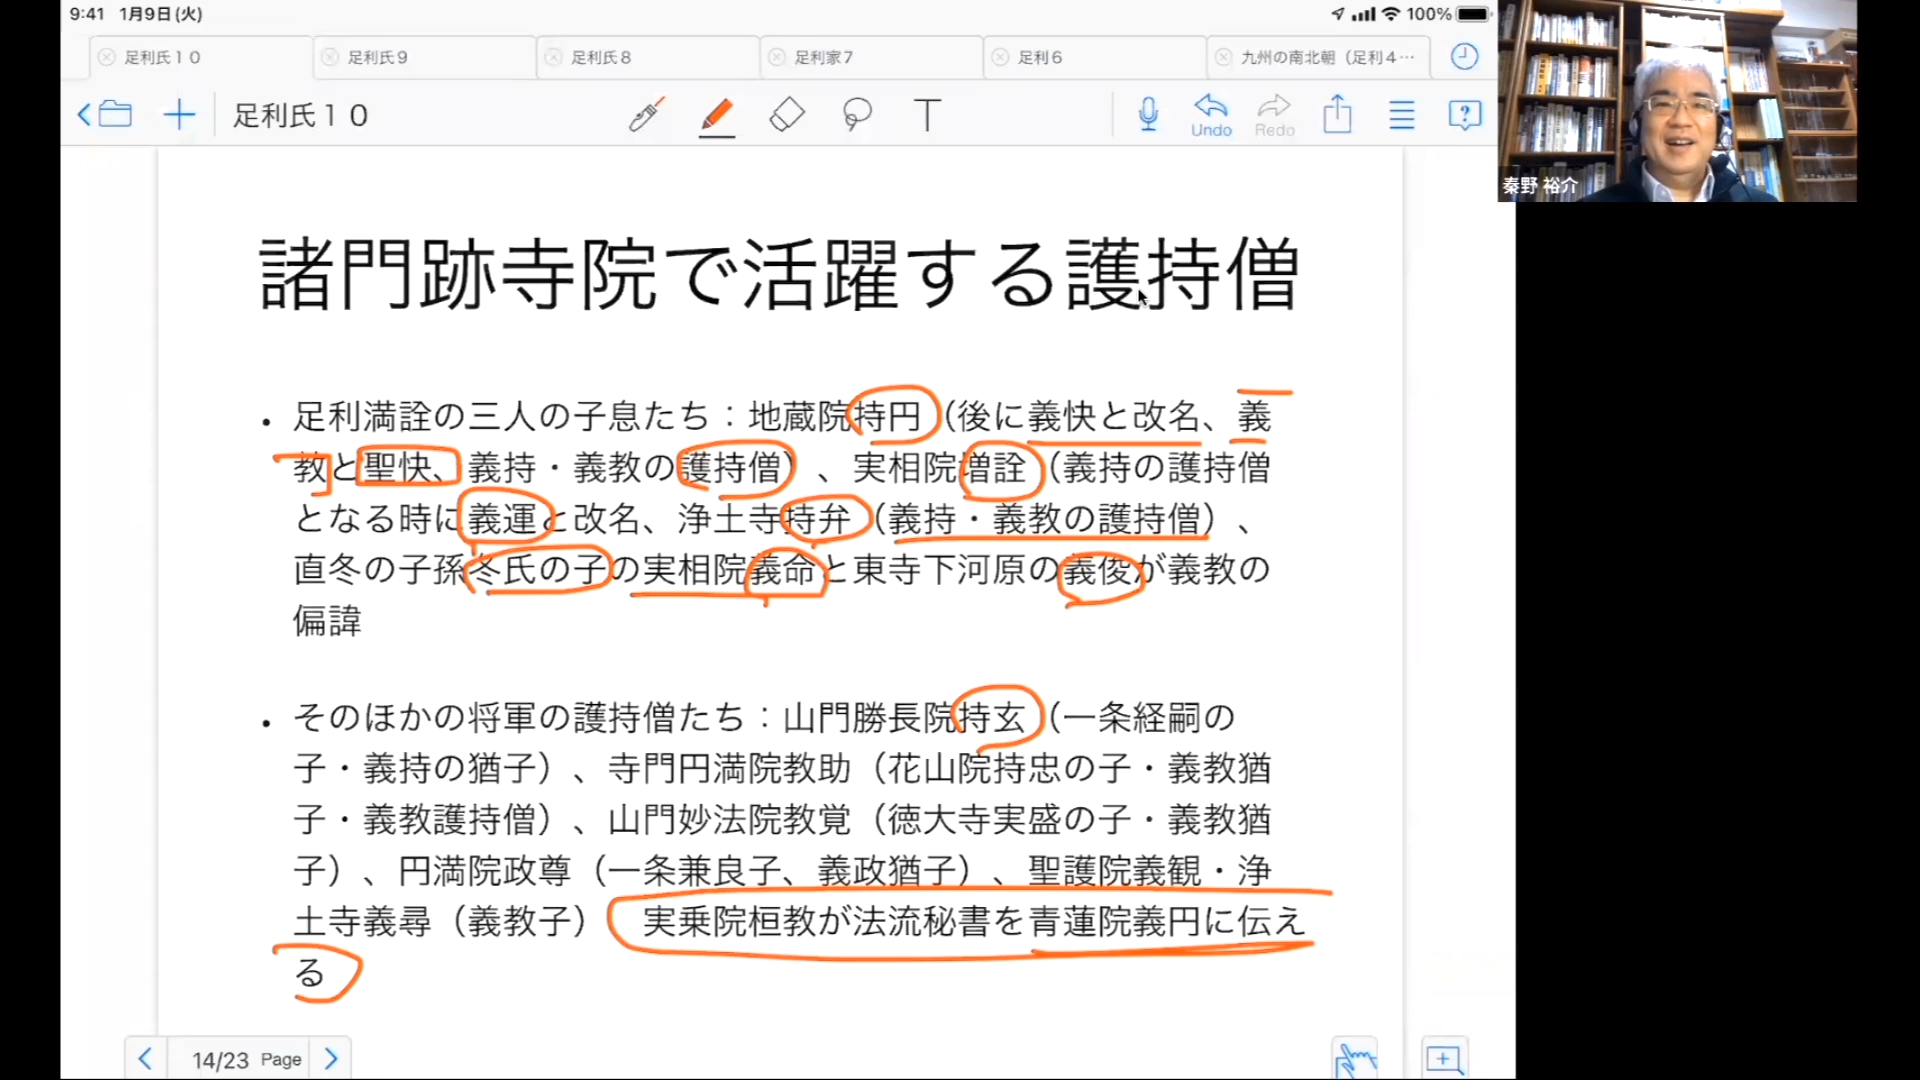 9:41 1月9日(火)
100%
足利氏１０
足利氏９
足利氏８
足利家７
足利６
九州の南北朝（足利４…
足利氏１０
T
Undo
Redo
秦野 裕介
諸門跡寺院で活躍する護持僧
• 足利満詮の三人の子息たち：地蔵院持円（後に義快と改名、義
教と聖快、義持・義教の護持僧）、実相院増詮（義持の護持僧
となる時に義運と改名、浄土寺持弁（義持・義教の護持僧）、
直冬の子孫冬氏の子の実相院義命と東寺下河原の義俊が義教の
偏諱
• そのほかの将軍の護持僧たち：山門勝長院持玄（一条経嗣の
子・義持の猶子）、寺門円満院教助（花山院持忠の子・義教猶
子・義教護持僧）、山門妙法院教覚（徳大寺実盛の子・義教猶
子）、円満院政尊（一条兼良子、義政猶子）、聖護院義観・浄
土寺義尋（義教子）　実乗院桓教が法流秘書を青蓮院義円に伝え
る
14/23 Page